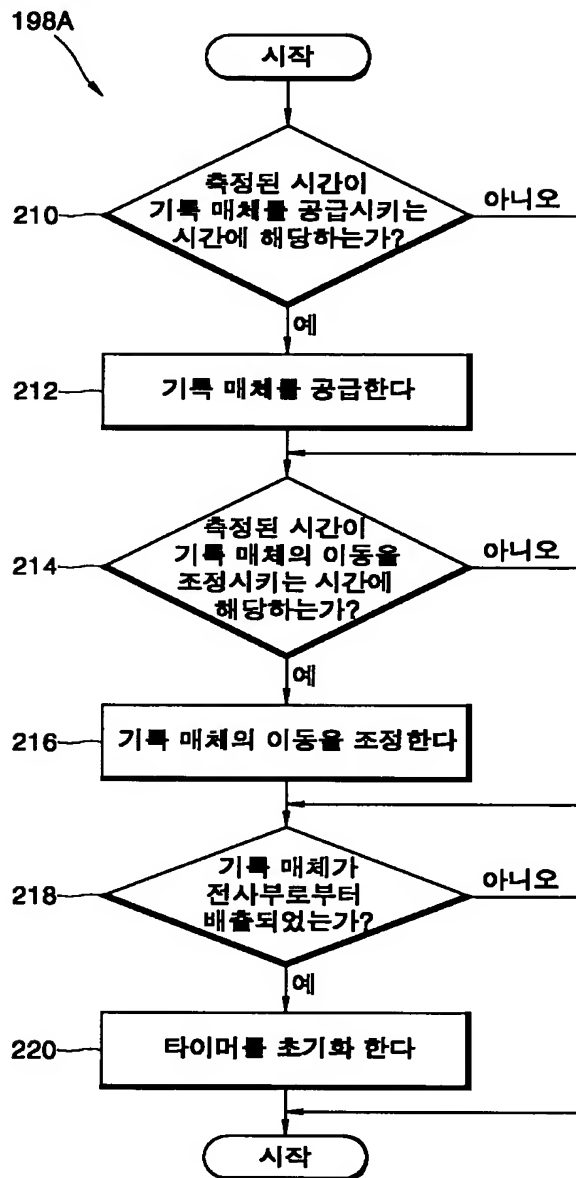 198A
시작
측정된 시간이
기록 매체를 공급시키는
시간에 해당하는가?
210
아니오
예
212
기록 매체를 공급한다
측정된 시간이
기록 매체의 이동을
조정시키는 시간에
해당하는가?
214
아니오
예
216
기록 매체의 이동을 조정한다
기록 매체가
전사부로부터
배출되었는가?
218
아니오
예
220
타이머를 초기화 한다
시작